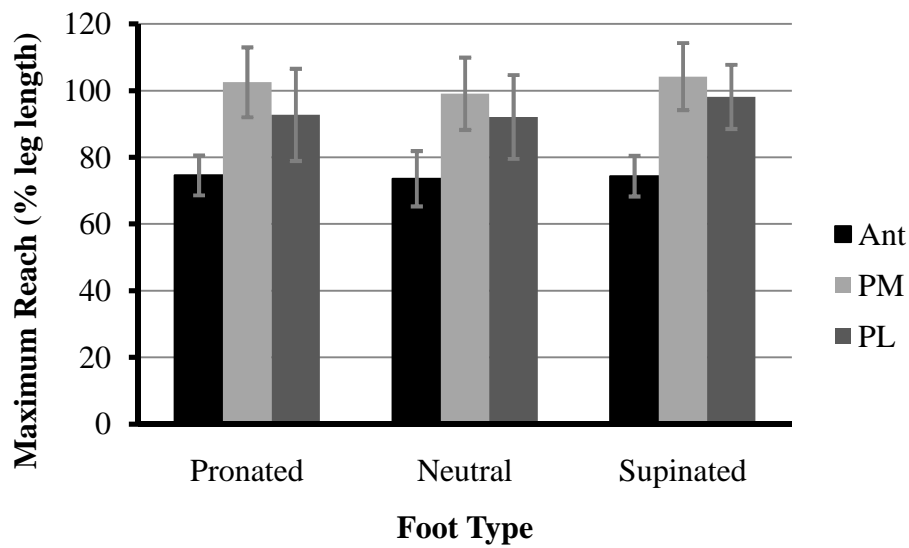 Maximum Reach (% leg length)
120
100
80
60
40
20
0
Pronated
Neutral
Supinated
Foot Type
Ant
PM
PL